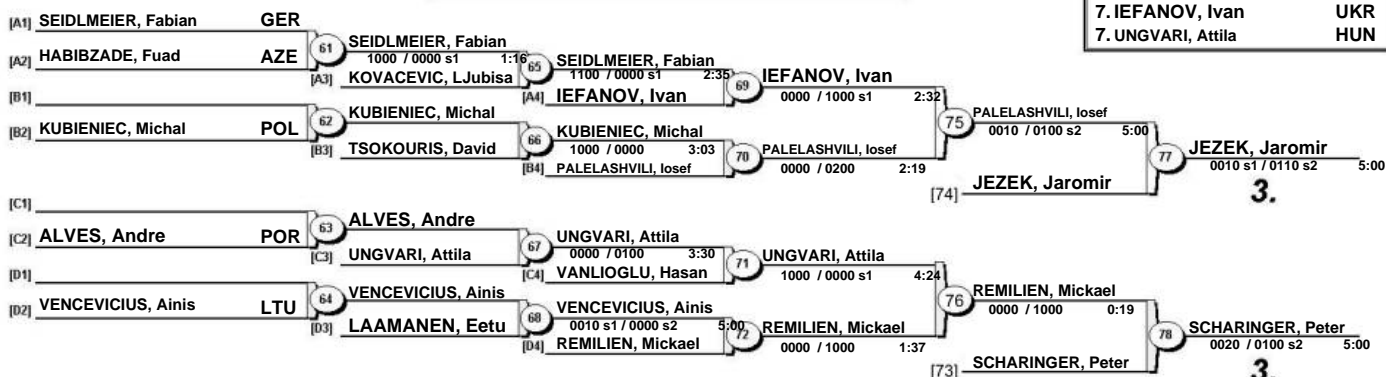 [A1] SEIDLMEIER, Fabian GER
[A2] HABIBZADE, Fuad AZE
61
SEIDLMEIER, Fabian
1000 / 0000 s1 1:16
[A3] KOVACEVIC, LJubisa
65
SEIDLMEIER, Fabian
1100 / 0000 s1 2:35
[A4] IEFANOV, Ivan
69
IEFANOV, Ivan
0000 / 1000 s1 2:32
[B1]
[B2] KUBIENIEC, Michal POL
62
KUBIENIEC, Michal
[B3] TSOKOURIS, David
66
KUBIENIEC, Michal
1000 / 0000 3:03
[B4] PALELASHVILI, Iosef
70
PALELASHVILI, Iosef
0000 / 0200 2:19
75
PALELASHVILI, Iosef
0010 / 0100 s2 5:00
[74] JEZEK, Jaromir
77
JEZEK, Jaromir
0010 s1 / 0110 s2 5:00
3.
[C1]
[C2] ALVES, Andre POR
63
ALVES, Andre
[C3] UNGVARI, Attila
67
UNGVARI, Attila
0000 / 0100 3:30
[C4] VANLIOGLU, Hasan
71
UNGVARI, Attila
1000 / 0000 s1 4:24
[D1]
[D2] VENCEVICIUS, Ainis LTU
64
VENCEVICIUS, Ainis
[D3] LAAMANEN, Eetu
68
VENCEVICIUS, Ainis
0010 s1 / 0000 s2 5:00
[D4] REMILIEN, Mickael
72
REMILIEN, Mickael
0000 / 1000 1:37
76
REMILIEN, Mickael
0000 / 1000 0:19
[73] SCHARINGER, Peter
78
SCHARINGER, Peter
0020 / 0100 s2 5:00
3.
7. IEFANOV, Ivan UKR
7. UNGVARI, Attila HUN